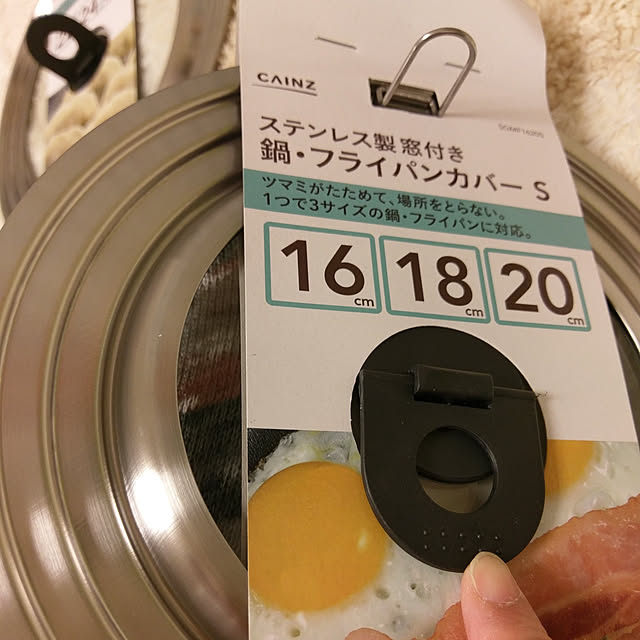 CAINZ
ステンレス製 窓付き
鍋・フライパンカバー S
ツマミがたためて、場所をとらない。
1つで3サイズの鍋・フライパンに対応。
16cm 18cm 20cm